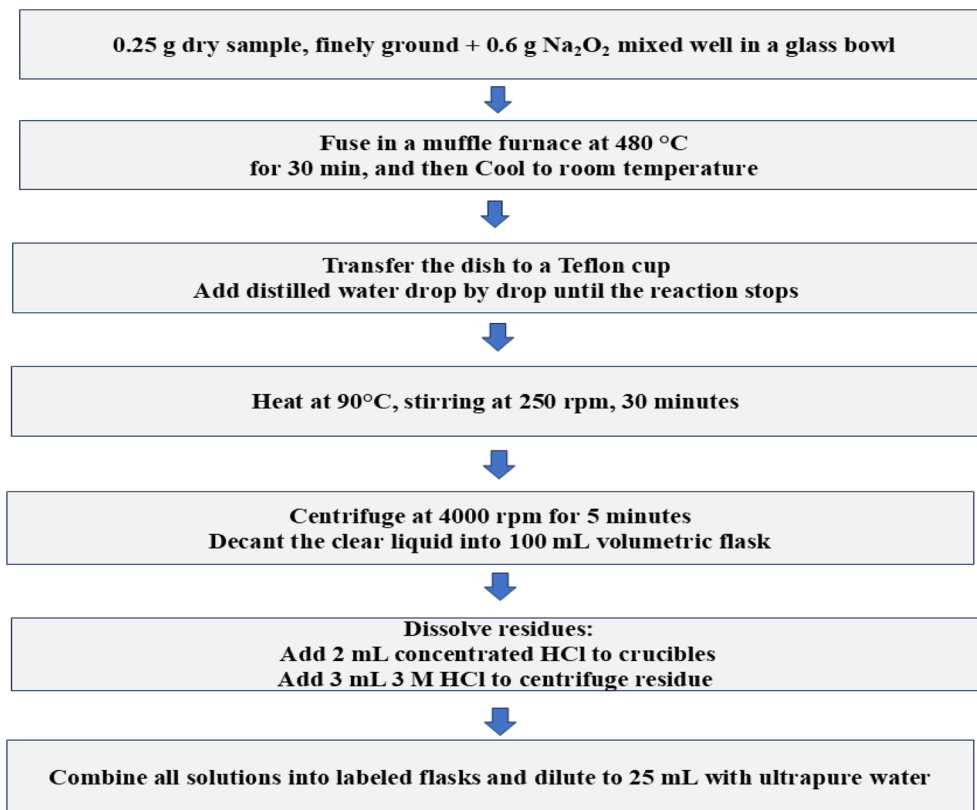 0.25 g dry sample, finely ground + 0.6 g Na₂O₂ mixed well in a glass bowl
Fuse in a muffle furnace at 480 °C
for 30 min, and then Cool to room temperature
Transfer the dish to a Teflon cup
Add distilled water drop by drop until the reaction stops
Heat at 90°C, stirring at 250 rpm, 30 minutes
Centrifuge at 4000 rpm for 5 minutes
Decant the clear liquid into 100 mL volumetric flask
Dissolve residues:
Add 2 mL concentrated HCl to crucibles
Add 3 mL 3 M HCl to centrifuge residue
Combine all solutions into labeled flasks and dilute to 25 mL with ultrapure water